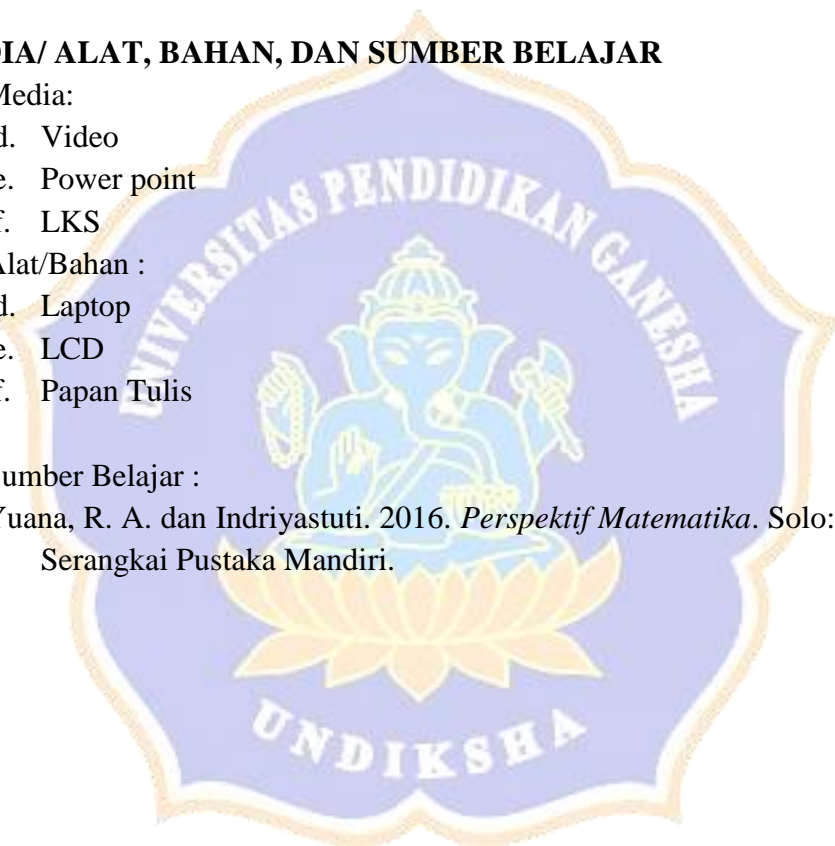 DIA/ ALAT, BAHAN, DAN SUMBER BELAJAR
Media:
d. Video
e. Power point
f. LKS
Alat/Bahan :
d. Laptop
e. LCD
f. Papan Tulis
Sumber Belajar :
Yuana, R. A. dan Indriyastuti. 2016. Perspektif Matematika. Solo:
Serangkai Pustaka Mandiri.
UNIVERSITAS PENDIDIKAN GANESHA
UNDIKSHA